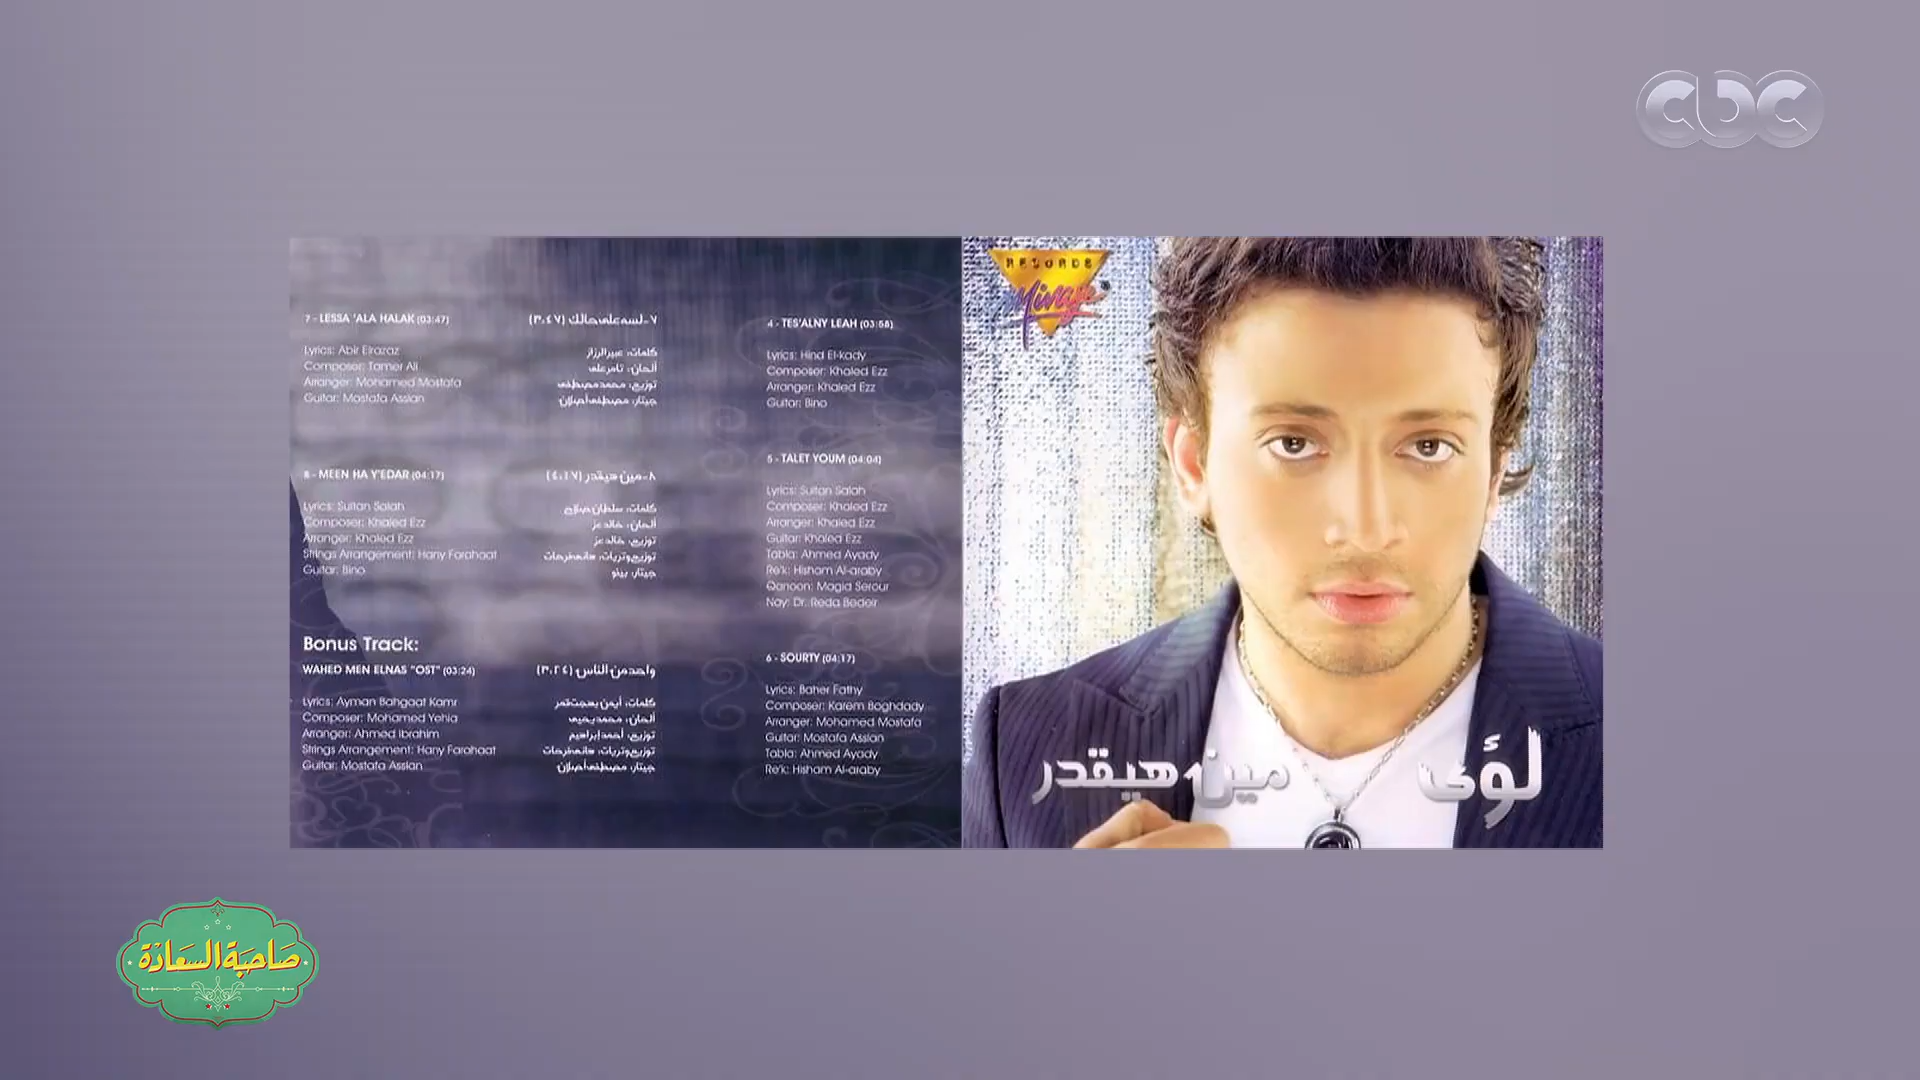 cbc
7 - LESSA 'ALA HALAK (03:47)
Lyrics: Abir Elrazaz
Composer: Tamer Ali
Arranger: Mohamed Mostafa
Guitar: Mostafa Asslan
٧-لسه على حالك (٣،٤٧)
كلمات: عبير الرزاز
ألحان: تامر على
توزيع: محمد مصطفى
جيتار: مصطفى أصلان
8 - MEEN HA Y'EDAR (04:17)
Lyrics: Sultan Salah
Composer: Khaled Ezz
Arranger: Khaled Ezz
Strings Arrangement: Hany Farahaat
Guitar: Bino
٨-مين هيقدر (٤،١٧)
كلمات: سلطان صلاح
ألحان: خالد عز
توزيع: خالد عز
توزيع وتريات: هانى فرحات
جيتار: بينو
Bonus Track:
WAHED MEN ELNAS "OST" (03:24)
Lyrics: Ayman Bahgaat Kamr
Composer: Mohamed Yehia
Arranger: Ahmed Ibrahim
Strings Arrangement: Hany Farahaat
Guitar: Mostafa Asslan
واحد من الناس (٣،٢٤)
كلمات: أيمن بهجت قمر
ألحان: محمد يحيى
توزيع: أحمد إبراهيم
توزيع وتريات: هانى فرحات
جيتار: مصطفى أصلان
4 - TES'ALNY LEAH (03:58)
Lyrics: Hind El-kady
Composer: Khaled Ezz
Arranger: Khaled Ezz
Guitar: Bino
5 - TALET YOUM (04:04)
Lyrics: Sultan Salah
Composer: Khaled Ezz
Arranger: Khaled Ezz
Guitar: Khaled Ezz
Tabla: Ahmed Ayady
Re'k: Hisham Al-araby
Qanoon: Magia Serour
Nay: Dr. Reda Bedeir
6 - SOURTY (04:17)
Lyrics: Baher Fathy
Composer: Karem Boghdady
Arranger: Mohamed Mostafa
Guitar: Mostafa Asslan
Tabla: Ahmed Ayady
Re'k: Hisham Al-araby
RECORDS
Mirage
لؤى
مين هيقدر
صاحبة السعادة